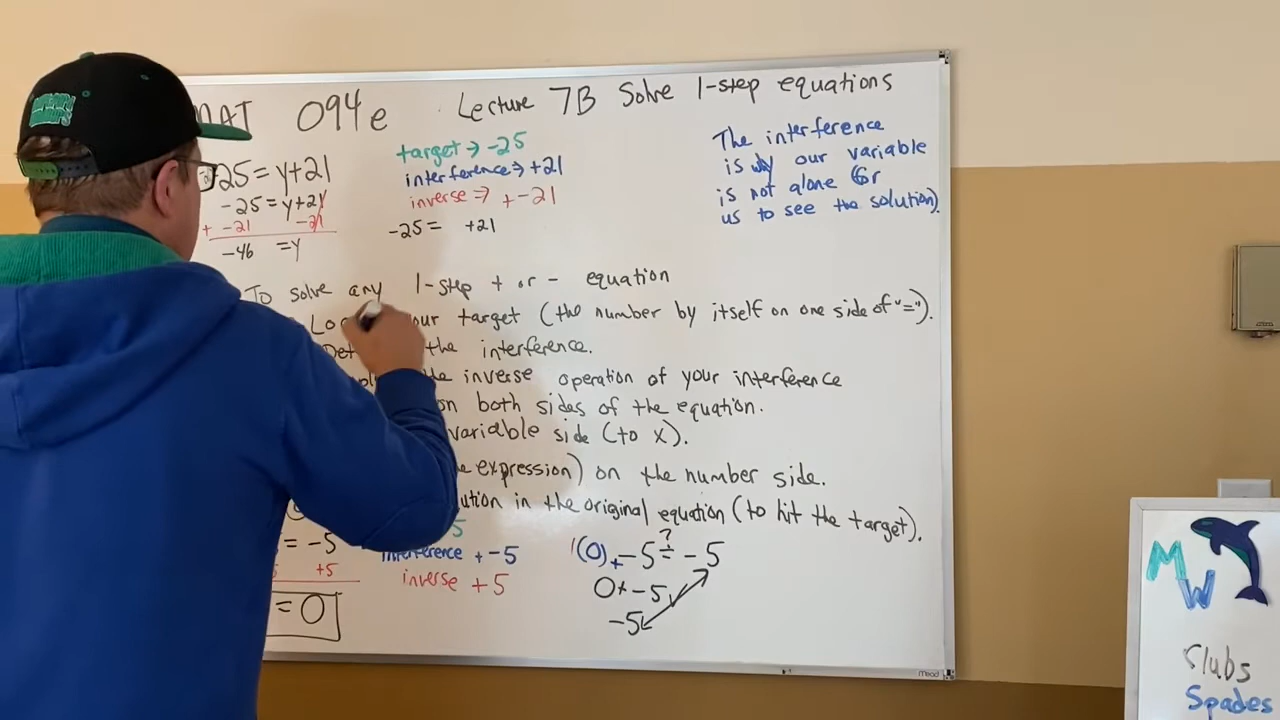 094e Lecture 7B Solve 1-step equations
25 = y+21
-25 = y+21
+ -21 -21
-46 = y
target → -25
interference ⇒ +21
inverse ⇒ + -21
-25 = +21
The interference
is why our variable
is not alone (for
us to see the solution).
To solve any 1-step + or - equation
our target (the number by itself on one side of "=").
the interference.
the inverse operation of your interference
on both sides of the equation.
variable side (to x).
expression) on the number side.
in the original equation (to hit the target).
= -5
+5
= 0
5
interference + -5
inverse + 5
1(0) + -5 ≟ -5
0 + -5 ✓
-5
MW
Clubs
Spades